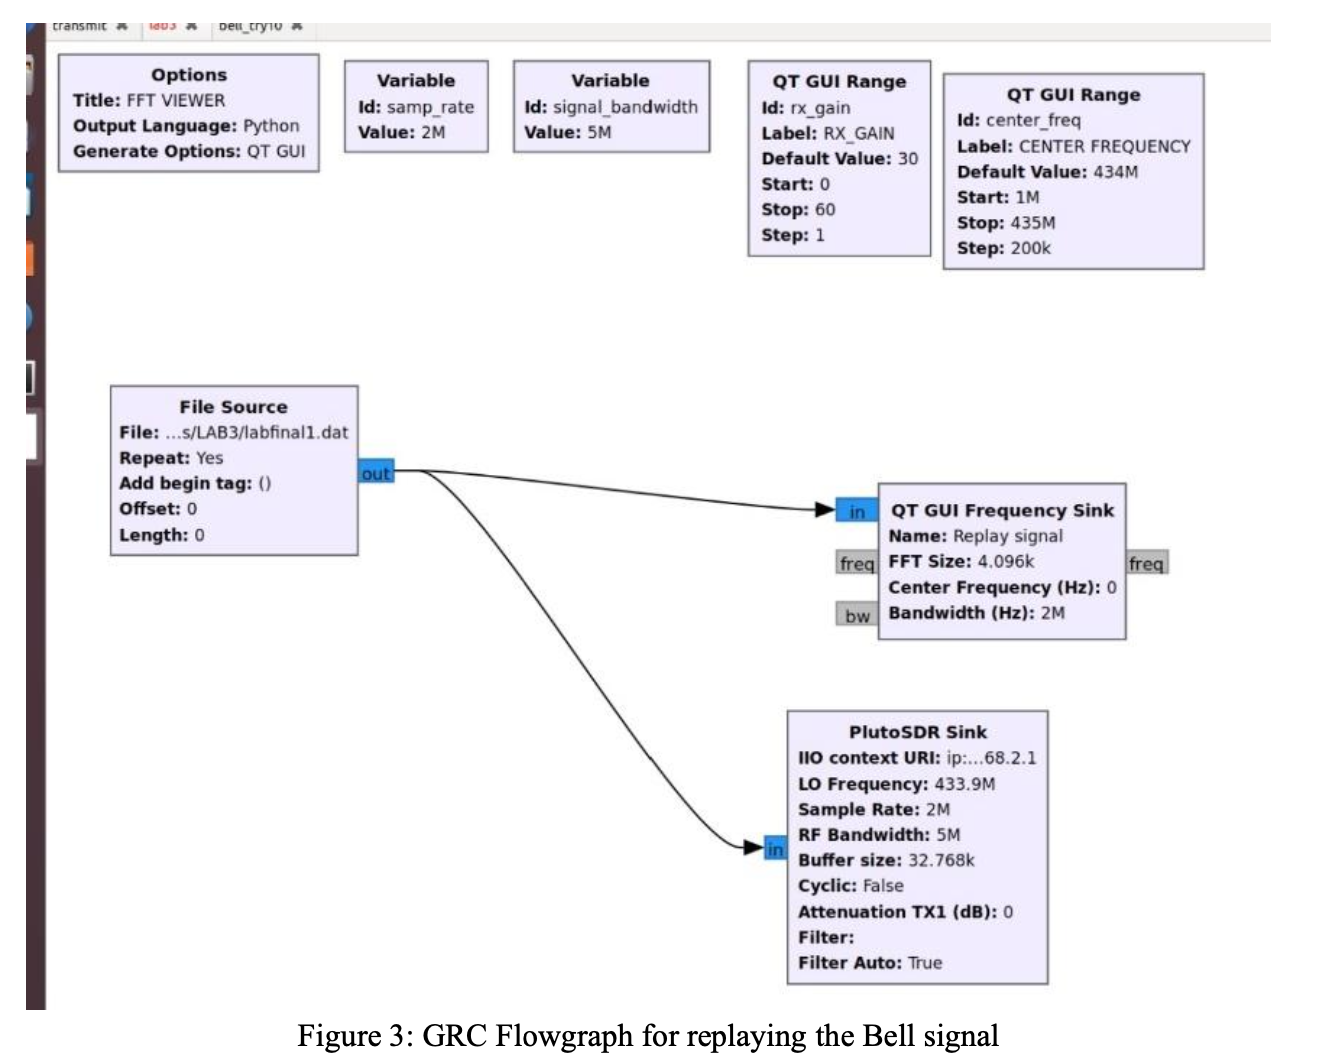 transmit ✖ lab3 ✖ bell_try10 ✖
Options
Title: FFT VIEWER
Output Language: Python
Generate Options: QT GUI
Variable
Id: samp_rate
Value: 2M
Variable
Id: signal_bandwidth
Value: 5M
QT GUI Range
Id: rx_gain
Label: RX_GAIN
Default Value: 30
Start: 0
Stop: 60
Step: 1
QT GUI Range
Id: center_freq
Label: CENTER FREQUENCY
Default Value: 434M
Start: 1M
Stop: 435M
Step: 200k
File Source
File: ...s/LAB3/labfinal1.dat
Repeat: Yes
Add begin tag: ()
Offset: 0
Length: 0
out
in
freq
bw
QT GUI Frequency Sink
Name: Replay signal
FFT Size: 4.096k
Center Frequency (Hz): 0
Bandwidth (Hz): 2M
freq
in
PlutoSDR Sink
IIO context URI: ip:...68.2.1
LO Frequency: 433.9M
Sample Rate: 2M
RF Bandwidth: 5M
Buffer size: 32.768k
Cyclic: False
Attenuation TX1 (dB): 0
Filter:
Filter Auto: True
Figure 3: GRC Flowgraph for replaying the Bell signal